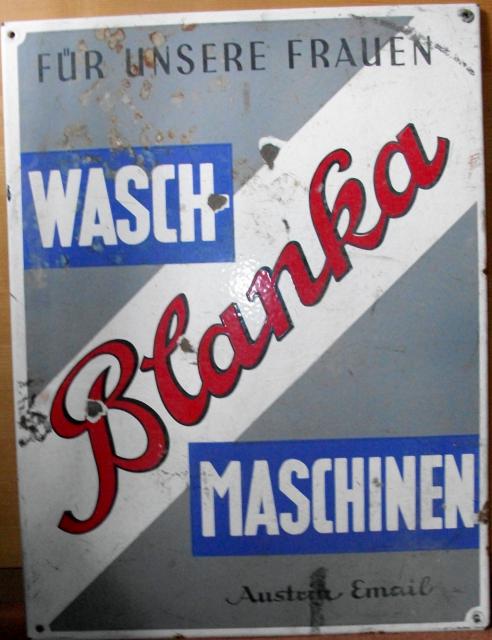 FÜR UNSERE FRAUEN
WASCH-
Blanka
MASCHINEN
Austria Email